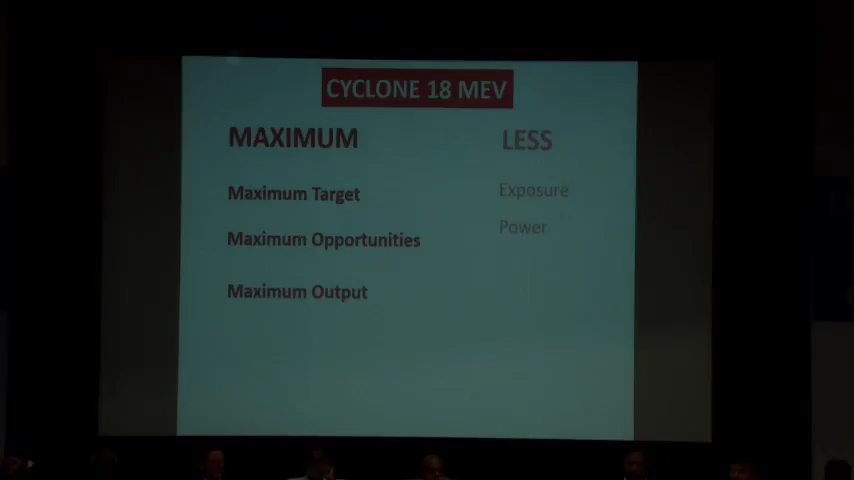 CYCLONE 18 MEV
MAXIMUM
Maximum Target
Maximum Opportunities
Maximum Output
LESS
Exposure
Power